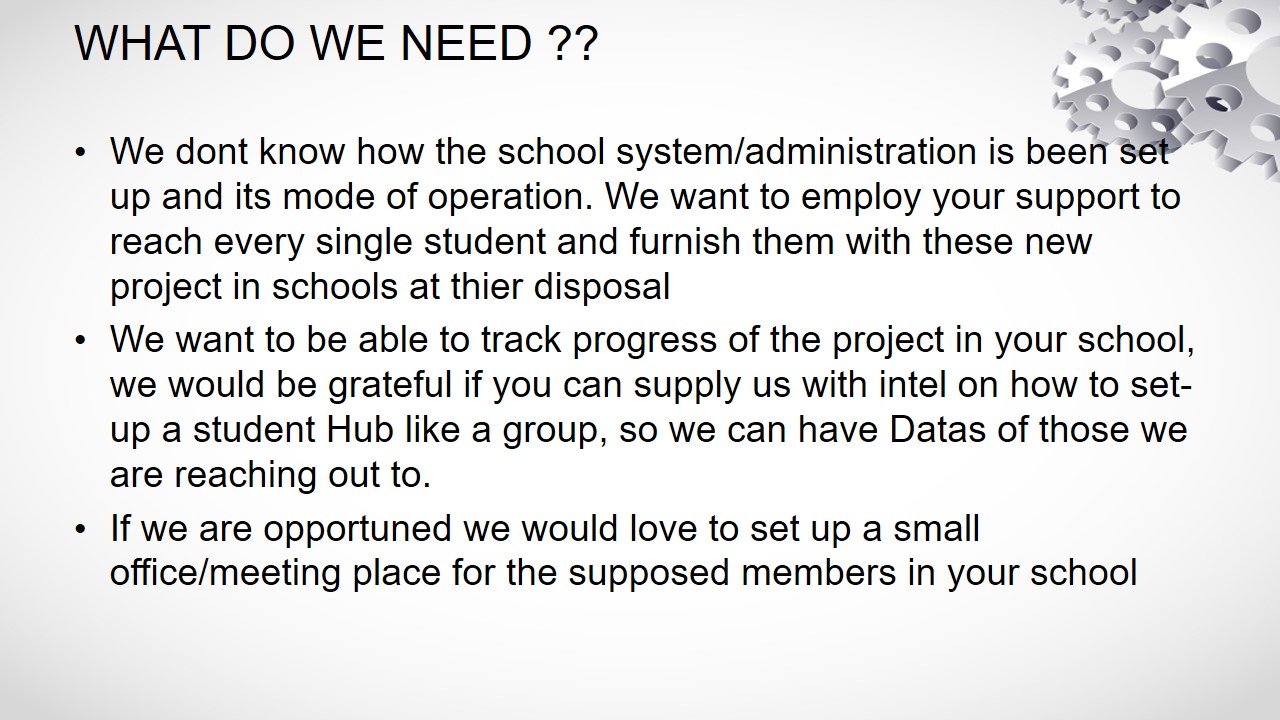 WHAT DO WE NEED ??
• We dont know how the school system/administration is been set
up and its mode of operation. We want to employ your support to
reach every single student and furnish them with these new
project in schools at thier disposal
• We want to be able to track progress of the project in your school,
we would be grateful if you can supply us with intel on how to set-
up a student Hub like a group, so we can have Datas of those we
are reaching out to.
• If we are opportuned we would love to set up a small
office/meeting place for the supposed members in your school